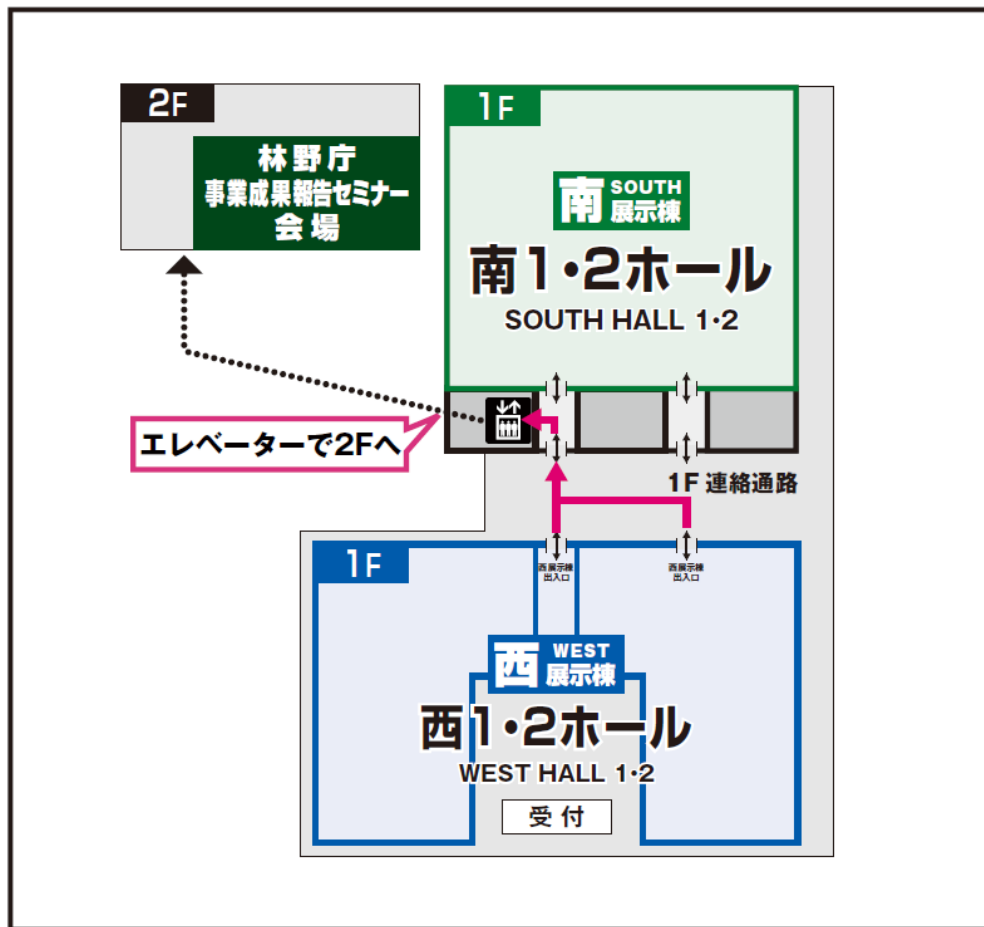 2F
林野庁
事業成果報告セミナー
会場
1F
南 SOUTH
展示棟
南1・2ホール
SOUTH HALL 1・2
エレベーターで2Fへ
1F 連絡通路
1F
西展示棟
出入口
西展示棟
出入口
西 WEST
展示棟
西1・2ホール
WEST HALL 1・2
受付